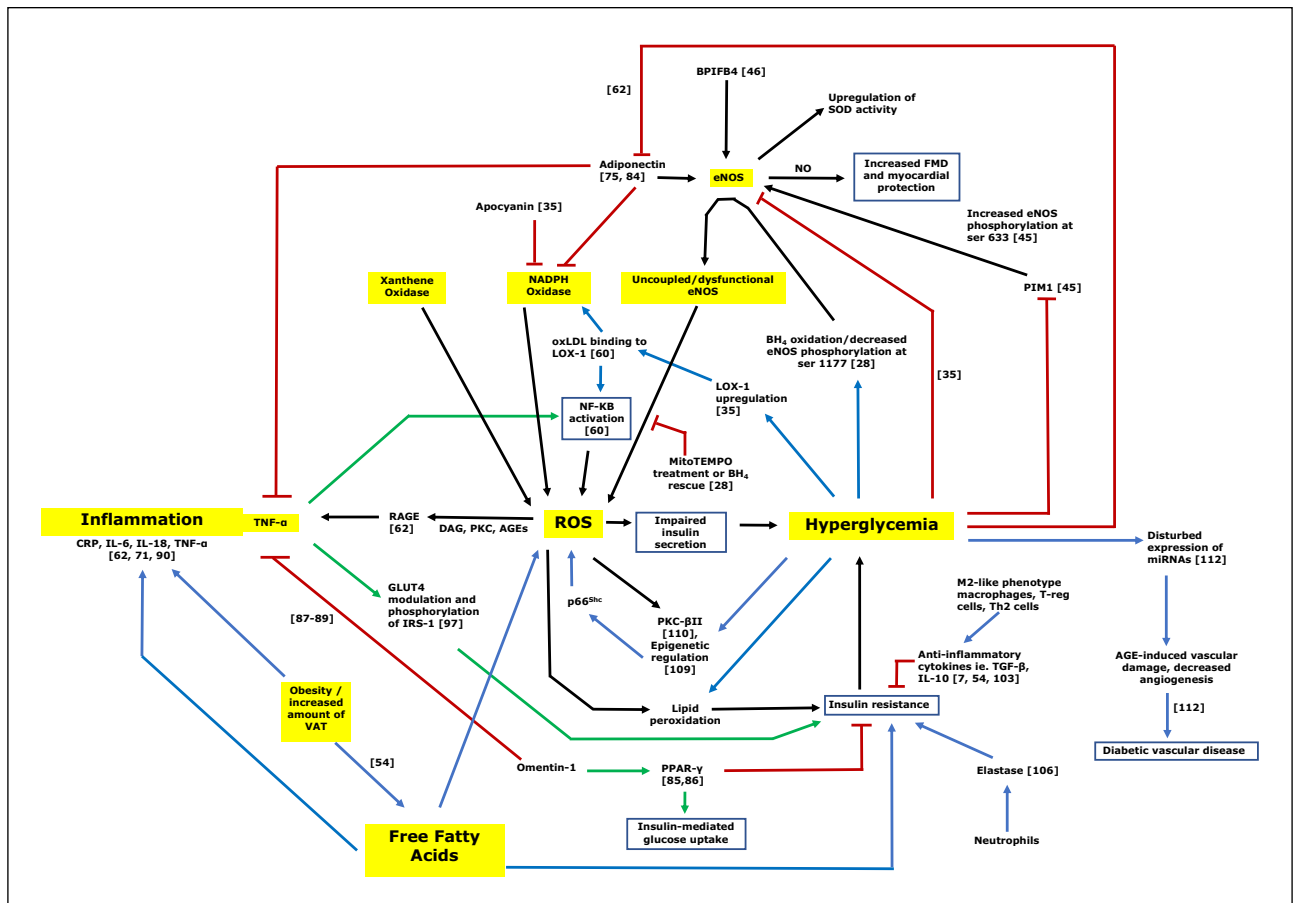 BPIFB4 [46]
[62]
Upregulation of
SOD activity
Adiponectin
[75, 84]
eNOS
NO
Increased FMD
and myocardial
protection
Apocyanin [35]
Increased eNOS
phosphorylation at
ser 633 [45]
Xanthene
Oxidase
NADPH
Oxidase
Uncoupled/dysfunctional
eNOS
PIM1 [45]
oxLDL binding to
LOX-1 [60]
BH₄ oxidation/decreased
eNOS phosphorylation at
ser 1177 [28]
[35]
LOX-1
upregulation
[35]
NF-KB
activation
[60]
MitoTEMPO
treatment or BH₄
rescue [28]
Inflammation
TNF-α
CRP, IL-6, IL-18, TNF-α
[62, 71, 90]
RAGE
[62]
DAG, PKC, AGEs
ROS
Impaired
insulin
secretion
Hyperglycemia
Disturbed
expression of
miRNAs [112]
GLUT4
modulation and
phosphorylation
of IRS-1 [97]
[87-89]
p66ˢʰᶜ
PKC-βII
[110],
Epigenetic
regulation
[109]
M2-like phenotype
macrophages, T-reg
cells, Th2 cells
Anti-inflammatory
cytokines ie. TGF-β,
IL-10 [7, 54, 103]
AGE-induced vascular
damage, decreased
angiogenesis
Obesity /
increased
amount of
VAT
Lipid
peroxidation
Insulin resistance
[112]
Diabetic vascular disease
[54]
Omentin-1
PPAR-γ
[85,86]
Elastase [106]
Free Fatty
Acids
Insulin-mediated
glucose uptake
Neutrophils